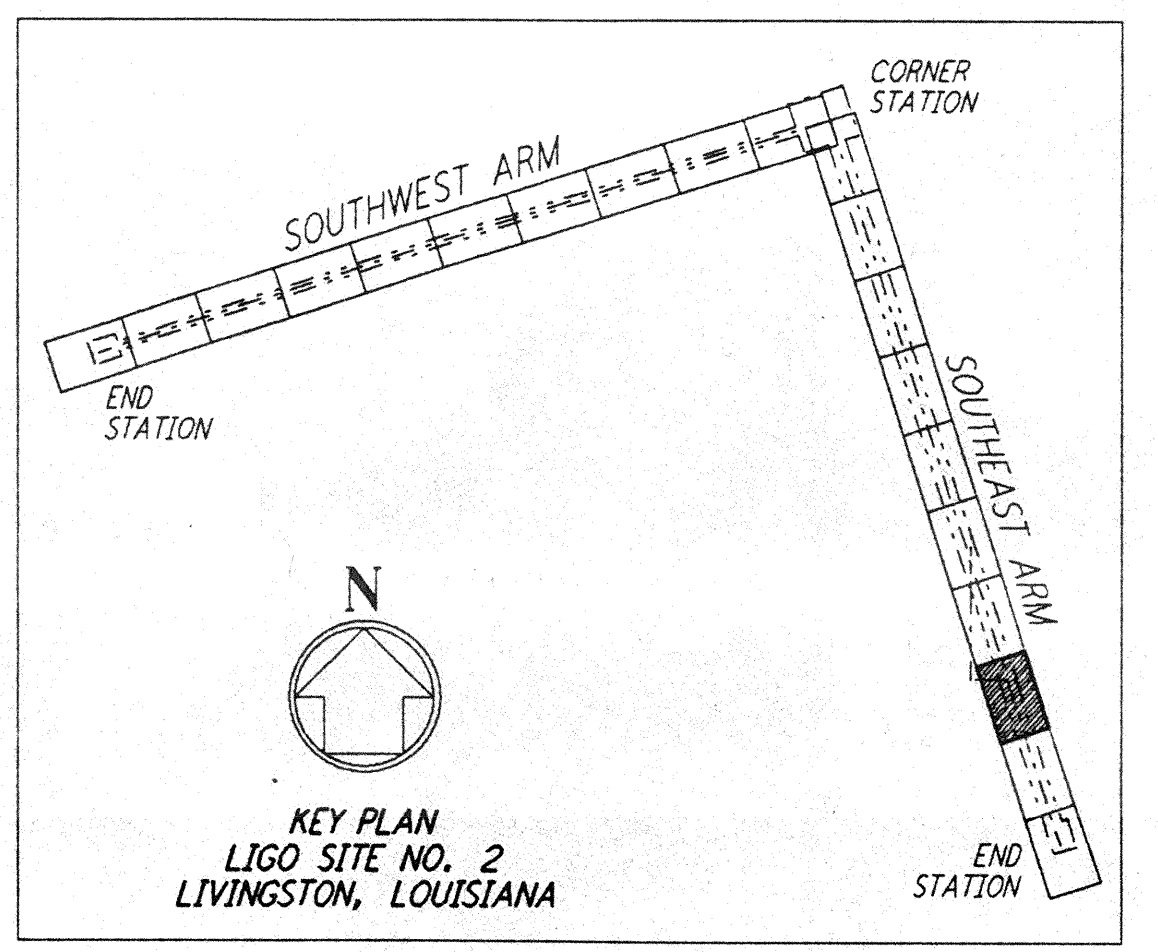 CORNER
STATION
SOUTHWEST ARM
END
STATION
SOUTHEAST ARM
N
KEY PLAN
LIGO SITE NO. 2
LIVINGSTON, LOUISIANA
END
STATION